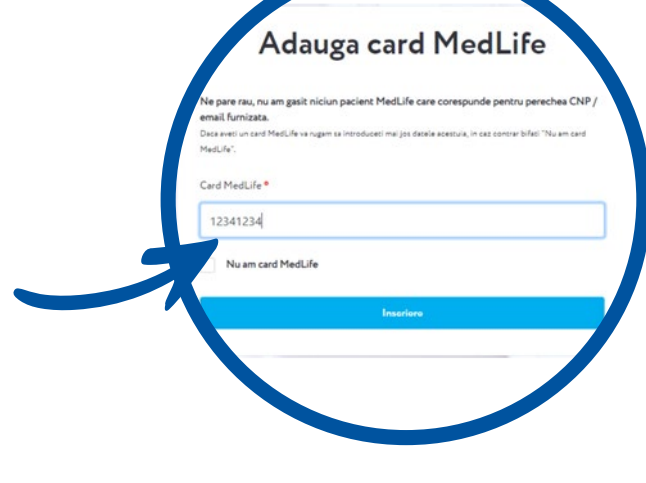 Adauga card MedLife
Ne pare rau, nu am gasit niciun pacient MedLife care corespunde pentru perechea CNP /
email furnizata.
Daca aveti un card MedLife va rugam sa introduceti mai jos datele acestuia, in caz contrar bifati "Nu am card
MedLife".
Card MedLife *
12341234
Nu am card MedLife
Inscriere